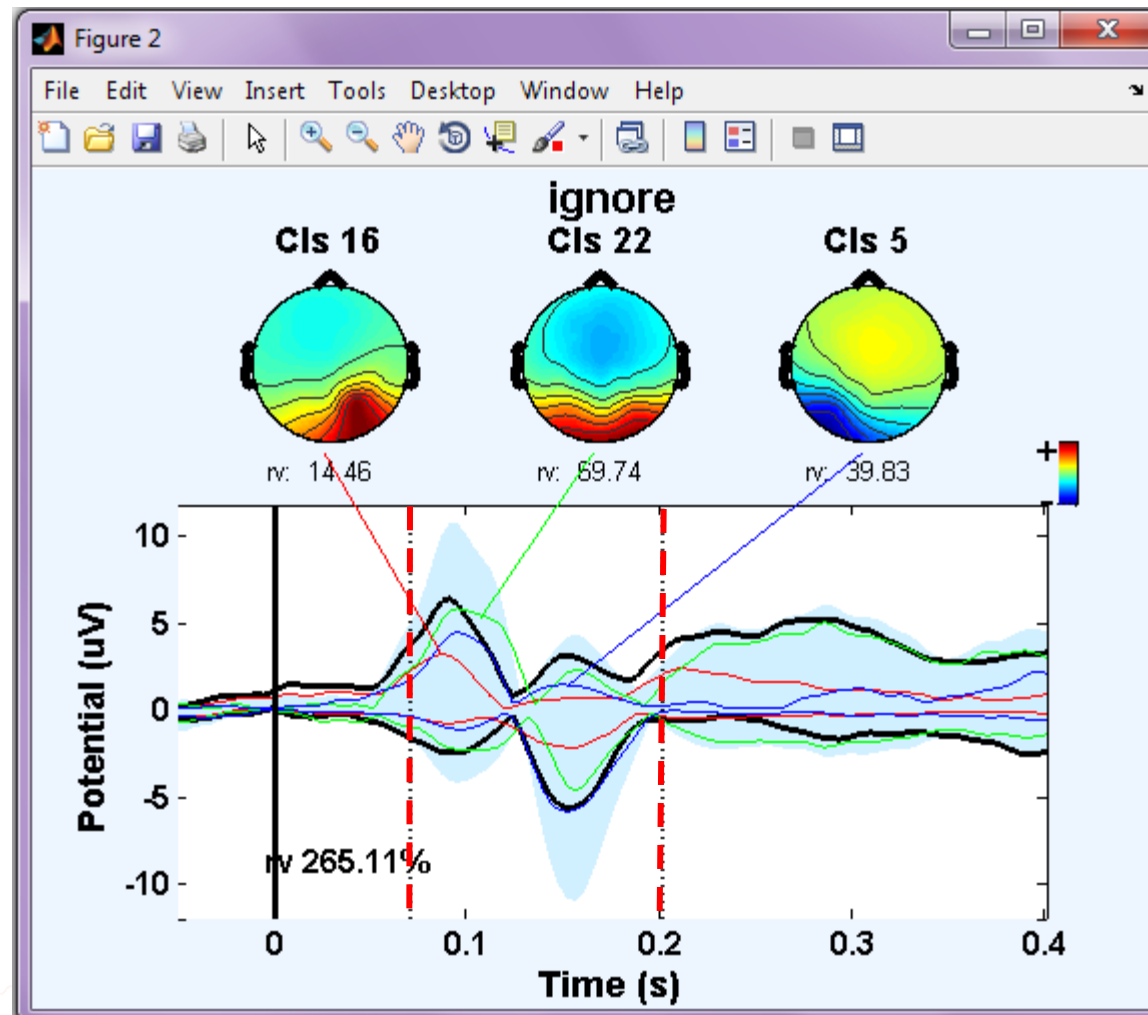 Figure 2
File Edit View Insert Tools Desktop Window Help
ignore
Cls 16 Cls 22 Cls 5
rv: 14.46 rv: 69.74 rv: 39.83
+
-
10
5
0
-5
-10
Potential (uV)
rv 265.11%
0 0.1 0.2 0.3 0.4
Time (s)